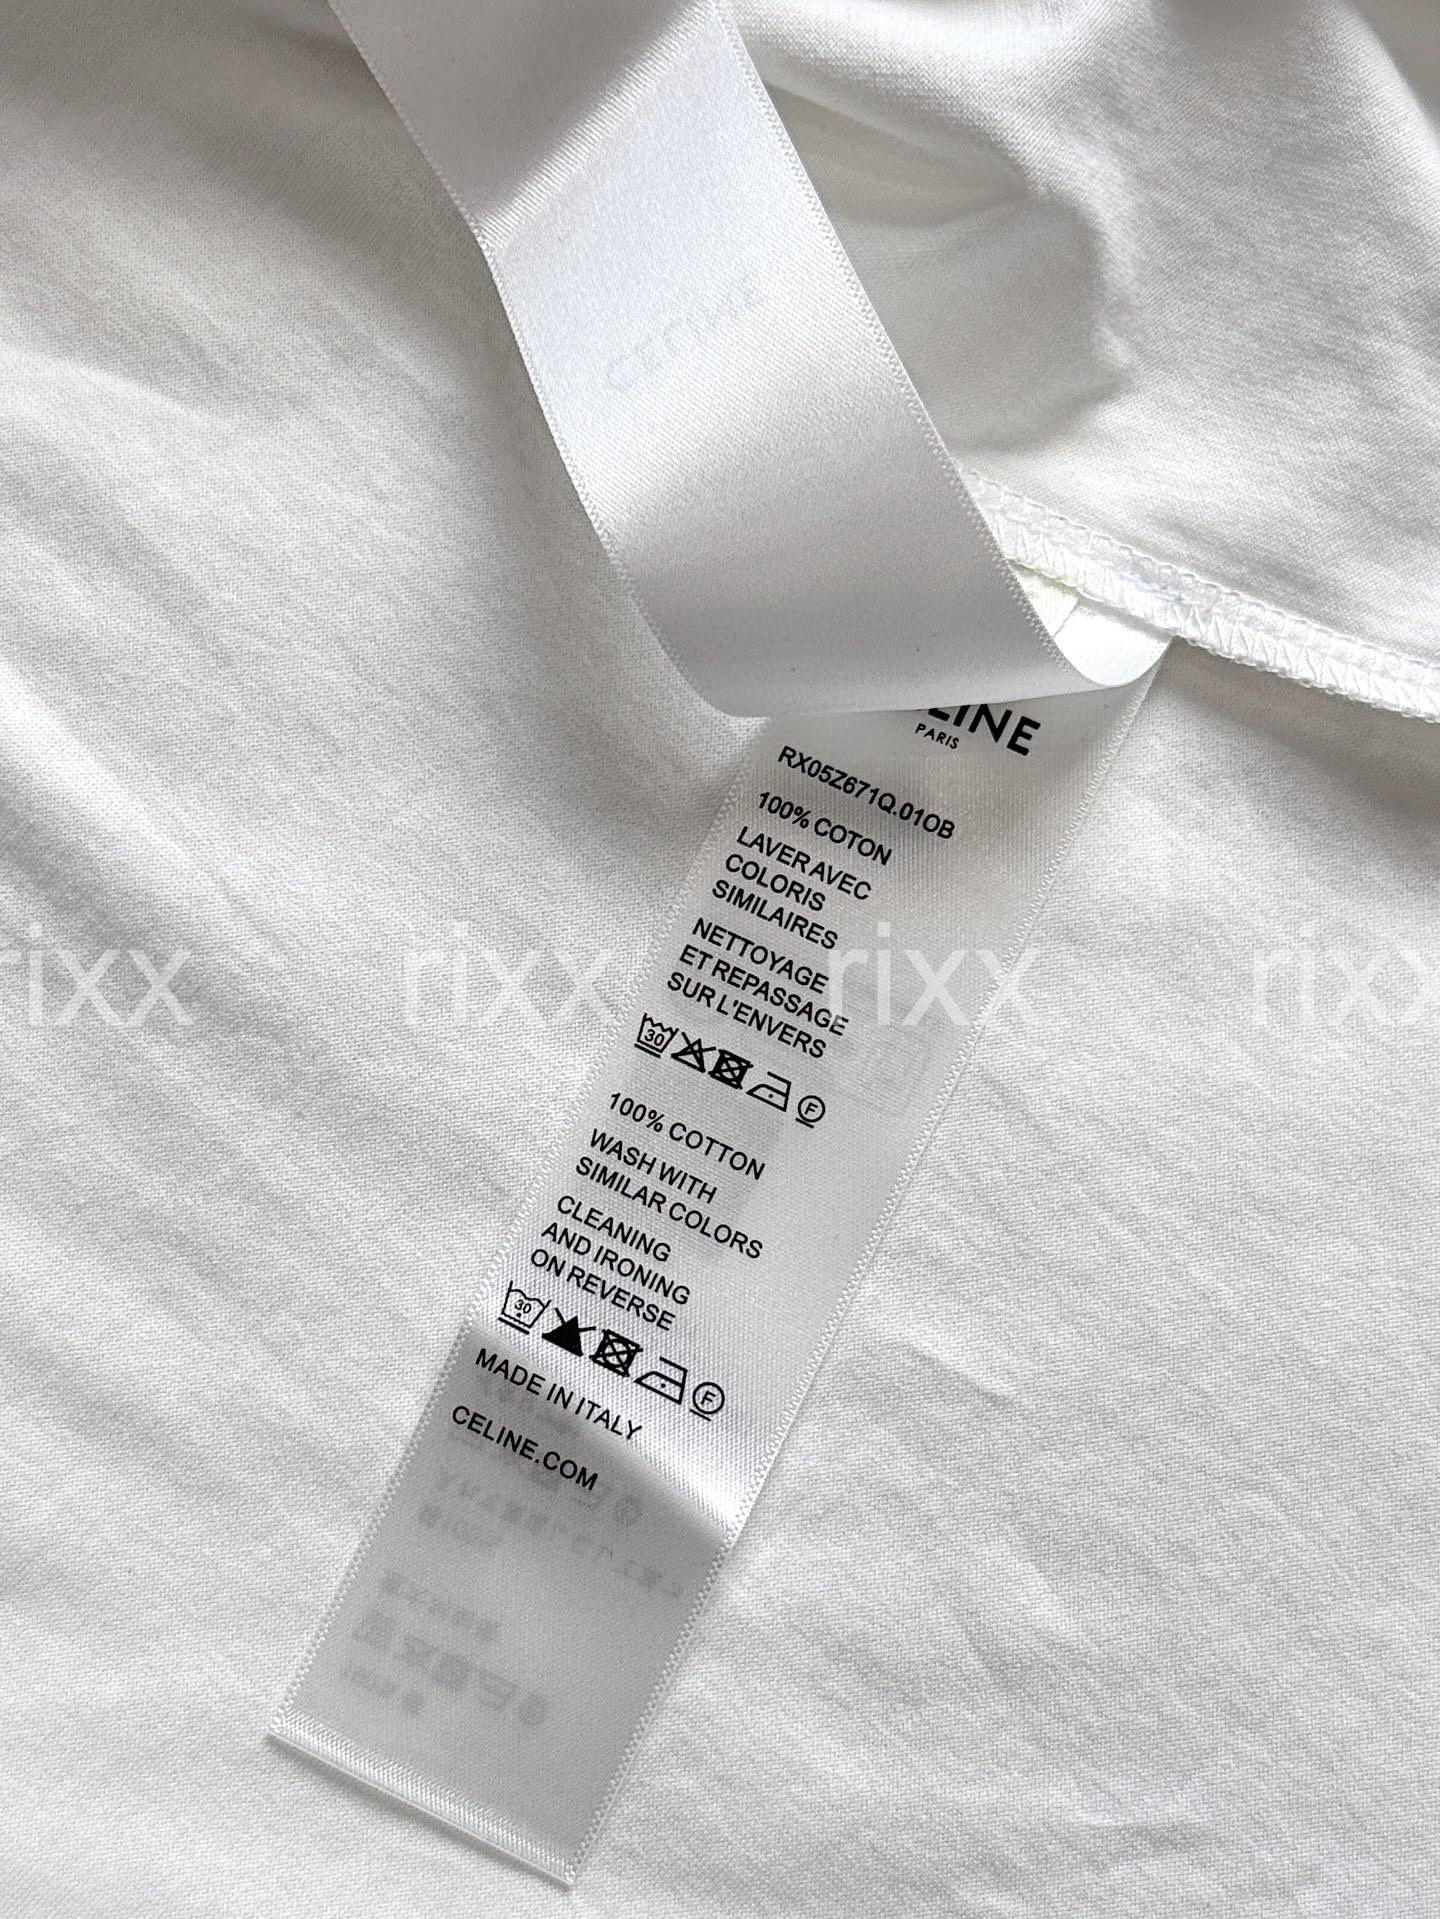 CELINE
LINE
PARIS
RX05Z671Q.01OB
100% COTON
LAVER AVEC
COLORIS
SIMILAIRES
NETTOYAGE
ET REPASSAGE
SUR L'ENVERS
rixx rixx rixx rixx
30 F
100% COTTON
WASH WITH
SIMILAR COLORS
CLEANING
AND IRONING
ON REVERSE
30 F
MADE IN ITALY
CELINE.COM